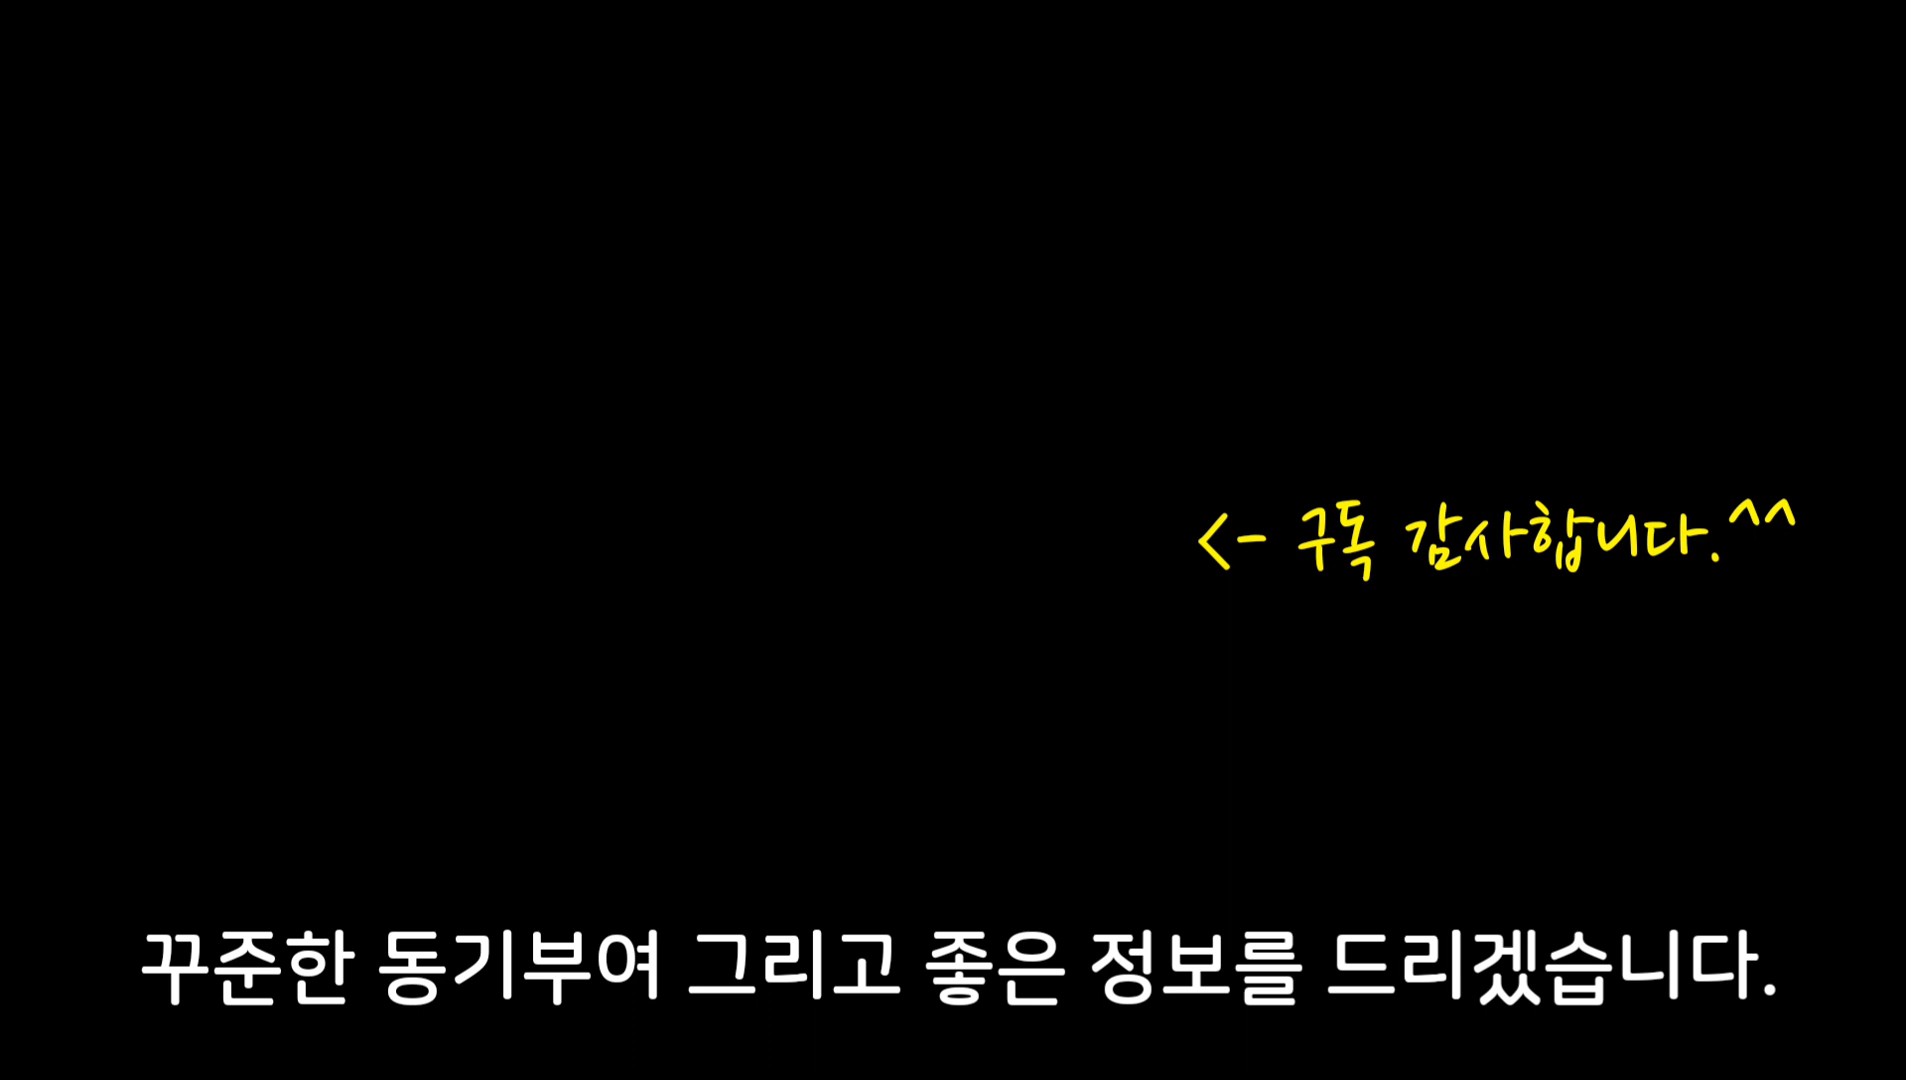 <- 구독 감사합니다.^^
꾸준한 동기부여 그리고 좋은 정보를 드리겠습니다.